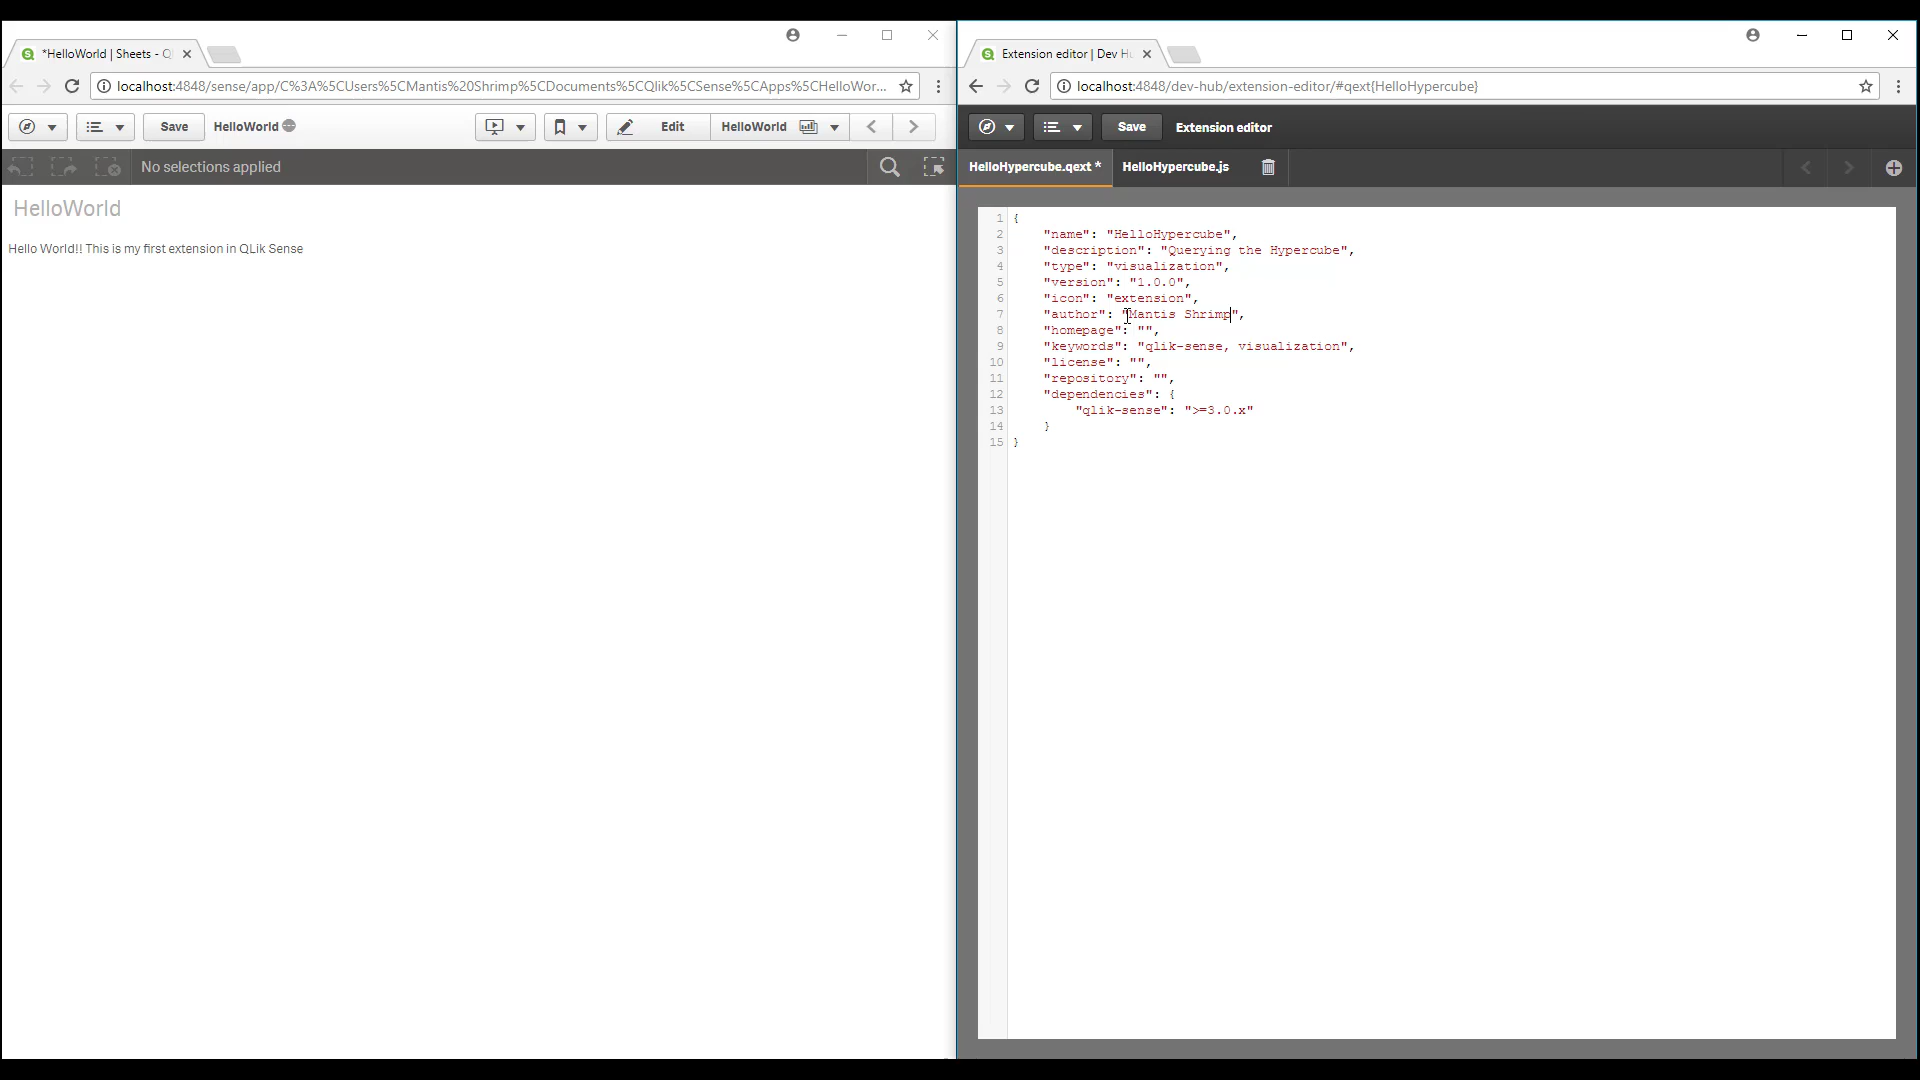 *HelloWorld | Sheets - Q
localhost:4848/sense/app/C%3A%5CUsers%5CMantis%20Shrimp%5CDocuments%5CQlik%5CSense%5CApps%5CHelloWor...
Save
HelloWorld
Edit
HelloWorld
No selections applied
HelloWorld
Hello World!! This is my first extension in QLik Sense
Extension editor | Dev H
localhost:4848/dev-hub/extension-editor/#qext{HelloHypercube}
Save
Extension editor
HelloHypercube.qext *
HelloHypercube.js
1 {
2 "name": "HelloHypercube",
3 "description": "Querying the Hypercube",
4 "type": "visualization",
5 "version": "1.0.0",
6 "icon": "extension",
7 "author": "Mantis Shrimp",
8 "homepage": "",
9 "keywords": "qlik-sense, visualization",
10 "license": "",
11 "repository": "",
12 "dependencies": {
13 "qlik-sense": ">=3.0.x"
14 }
15 }